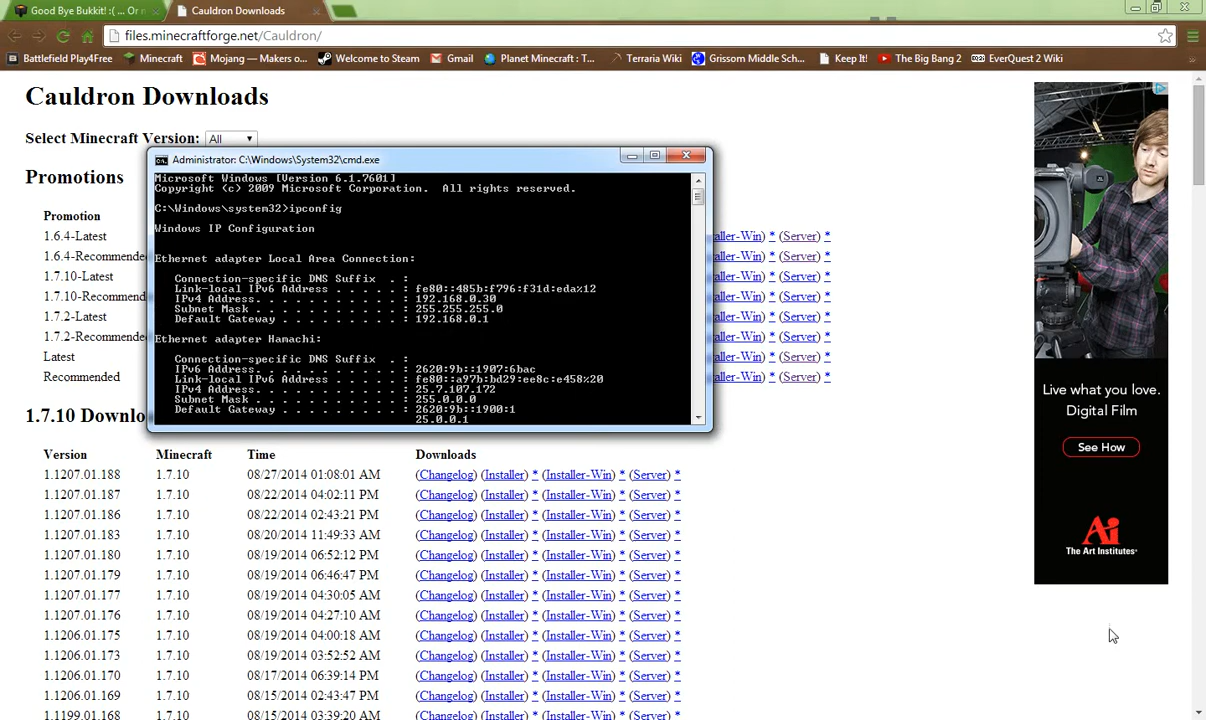 Good Bye Bukkit! :( ... Or n
Cauldron Downloads
files.minecraftforge.net/Cauldron/
Battlefield Play4Free
Minecraft
Mojang — Makers o...
Welcome to Steam
Gmail
Planet Minecraft : T...
Terraria Wiki
Grissom Middle Sch...
Keep It!
The Big Bang 2
EverQuest 2 Wiki
Cauldron Downloads
Select Minecraft Version: All
Promotions
Promotion
1.6.4-Latest
aller-Win) * (Server) *
1.6.4-Recommende
aller-Win) * (Server) *
1.7.10-Latest
aller-Win) * (Server) *
1.7.10-Recommend
aller-Win) * (Server) *
1.7.2-Latest
aller-Win) * (Server) *
1.7.2-Recommende
aller-Win) * (Server) *
Latest
aller-Win) * (Server) *
Recommended
aller-Win) * (Server) *
Administrator: C:\Windows\System32\cmd.exe
Microsoft Windows [Version 6.1.7601]
Copyright (c) 2009 Microsoft Corporation. All rights reserved.
C:\Windows\system32>ipconfig
Windows IP Configuration
Ethernet adapter Local Area Connection:
Connection-specific DNS Suffix . :
Link-local IPv6 Address . . . . . : fe80::485b:f796:f31d:eda%12
IPv4 Address. . . . . . . . . . . : 192.168.0.30
Subnet Mask . . . . . . . . . . . : 255.255.255.0
Default Gateway . . . . . . . . . : 192.168.0.1
Ethernet adapter Hamachi:
Connection-specific DNS Suffix . :
IPv6 Address. . . . . . . . . . . : 2620:9b::1907:6bac
Link-local IPv6 Address . . . . . : fe80::a97b:bd29:ee8c:e458%20
IPv4 Address. . . . . . . . . . . : 25.7.107.172
Subnet Mask . . . . . . . . . . . : 255.0.0.0
Default Gateway . . . . . . . . . : 2620:9b::1900:1
25.0.0.1
1.7.10 Downlo
Version Minecraft Time Downloads
1.1207.01.188 1.7.10 08/27/2014 01:08:01 AM (Changelog) (Installer) * (Installer-Win) * (Server) *
1.1207.01.187 1.7.10 08/22/2014 04:02:11 PM (Changelog) (Installer) * (Installer-Win) * (Server) *
1.1207.01.186 1.7.10 08/22/2014 02:43:21 PM (Changelog) (Installer) * (Installer-Win) * (Server) *
1.1207.01.183 1.7.10 08/20/2014 11:49:33 AM (Changelog) (Installer) * (Installer-Win) * (Server) *
1.1207.01.180 1.7.10 08/19/2014 06:52:12 PM (Changelog) (Installer) * (Installer-Win) * (Server) *
1.1207.01.179 1.7.10 08/19/2014 06:46:47 PM (Changelog) (Installer) * (Installer-Win) * (Server) *
1.1207.01.177 1.7.10 08/19/2014 04:30:05 AM (Changelog) (Installer) * (Installer-Win) * (Server) *
1.1207.01.176 1.7.10 08/19/2014 04:27:10 AM (Changelog) (Installer) * (Installer-Win) * (Server) *
1.1206.01.175 1.7.10 08/19/2014 04:00:18 AM (Changelog) (Installer) * (Installer-Win) * (Server) *
1.1206.01.173 1.7.10 08/19/2014 03:52:52 AM (Changelog) (Installer) * (Installer-Win) * (Server) *
1.1206.01.170 1.7.10 08/17/2014 06:39:14 PM (Changelog) (Installer) * (Installer-Win) * (Server) *
1.1206.01.169 1.7.10 08/15/2014 02:43:47 PM (Changelog) (Installer) * (Installer-Win) * (Server) *
1.1199.01.168 1.7.10 08/15/2014 03:39:20 AM (Changelog) (Installer) * (Installer-Win) * (Server) *
Live what you love.
Digital Film
See How
Ai
The Art Institutes